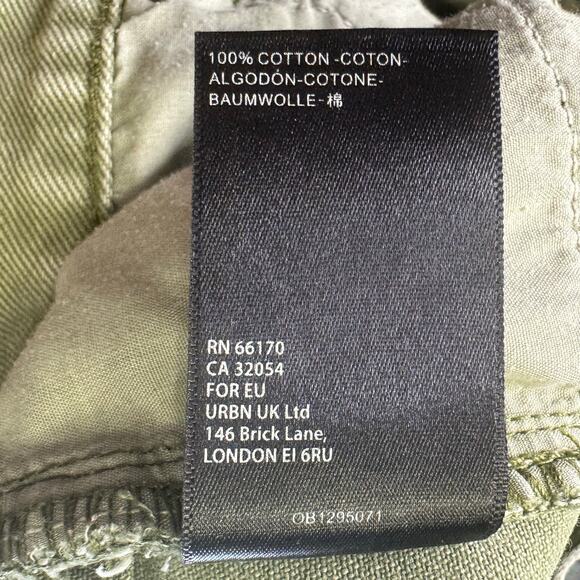 100% COTTON -COTON-
ALGODÓN-COTONE-
BAUMWOLLE-棉
RN 66170
CA 32054
FOR EU
URBN UK Ltd
146 Brick Lane,
LONDON EI 6RU
OB1295071